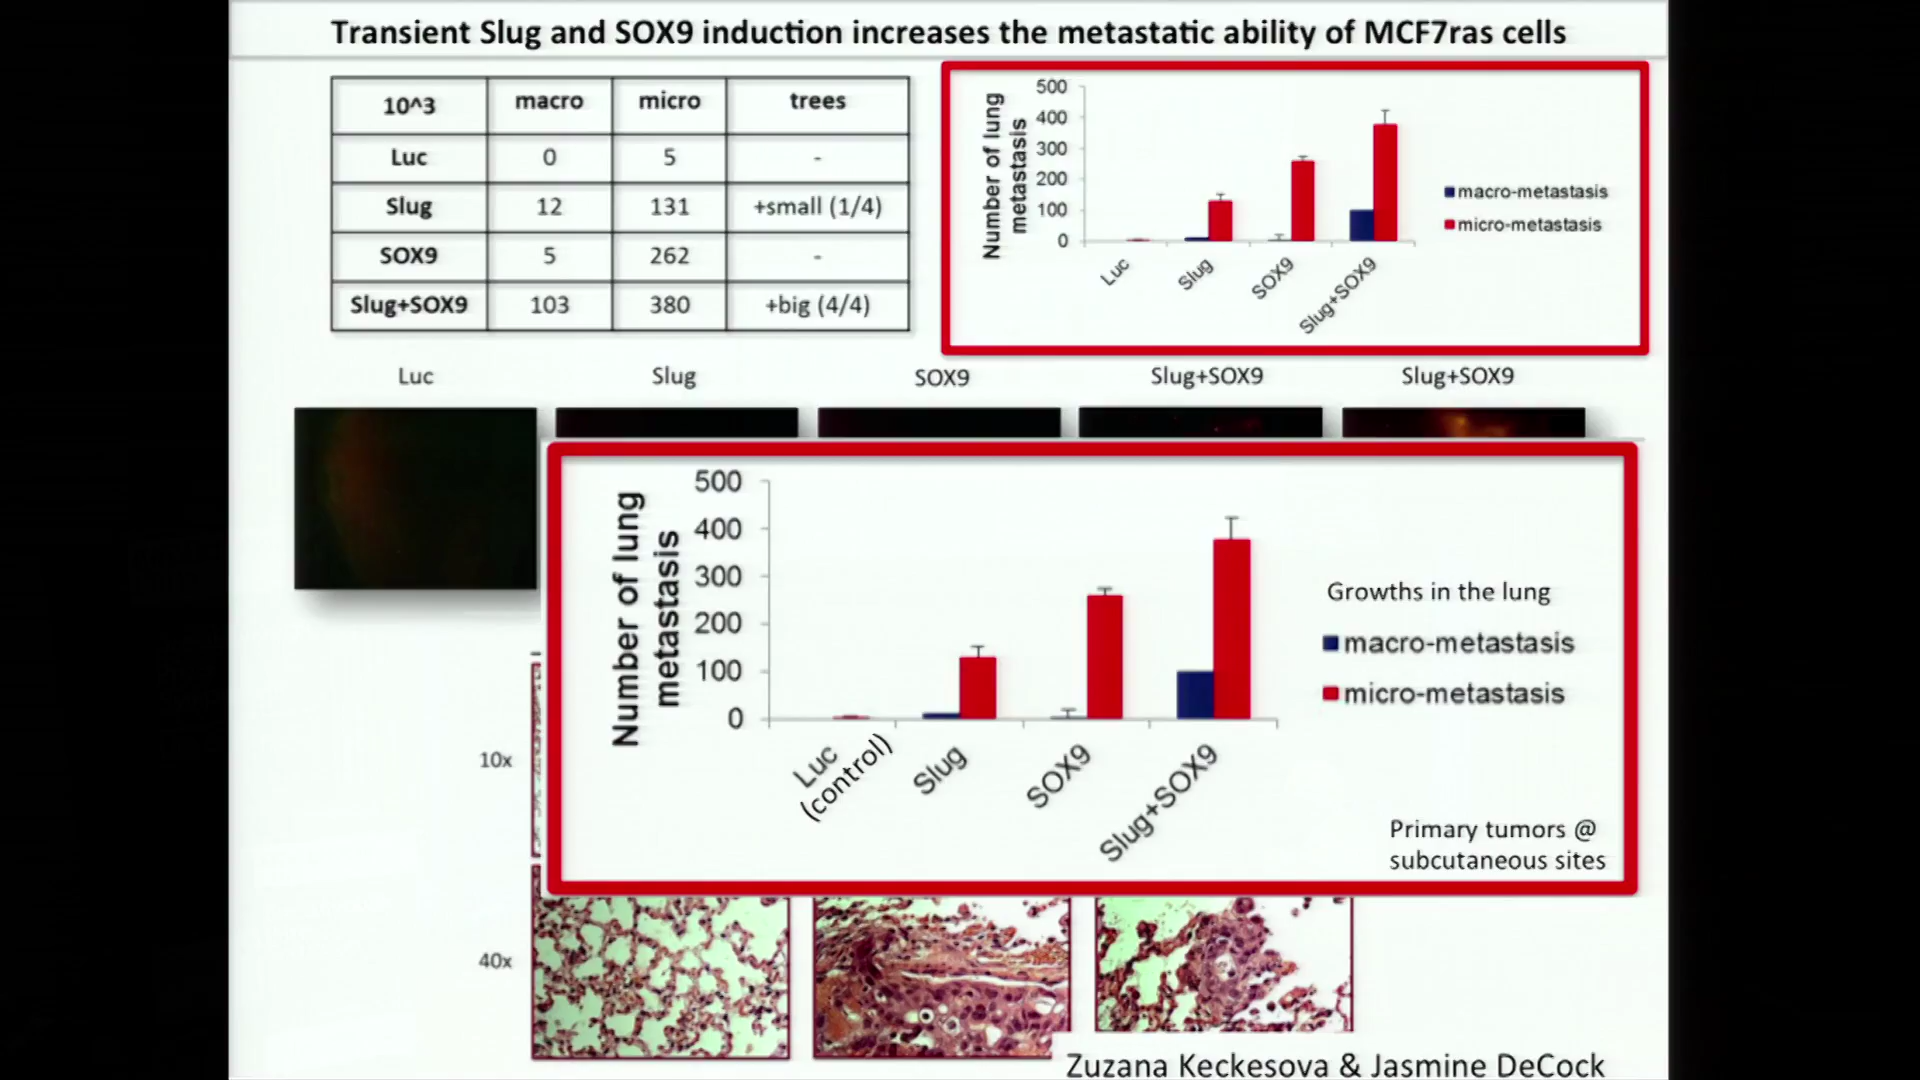 Transient Slug and SOX9 induction increases the metastatic ability of MCF7ras cells
10^3 macro micro trees
Luc 0 5 -
Slug 12 131 +small (1/4)
SOX9 5 262 -
Slug+SOX9 103 380 +big (4/4)
Number of lung
metastasis
500
400
300
200
100
0
Luc
Slug
SOX9
Slug+SOX9
macro-metastasis
micro-metastasis
Luc Slug SOX9 Slug+SOX9 Slug+SOX9
Number of lung
metastasis
500
400
300
200
100
0
Luc
(control)
Slug
SOX9
Slug+SOX9
Growths in the lung
macro-metastasis
micro-metastasis
Primary tumors @
subcutaneous sites
10x
40x
Zuzana Keckesova & Jasmine DeCock